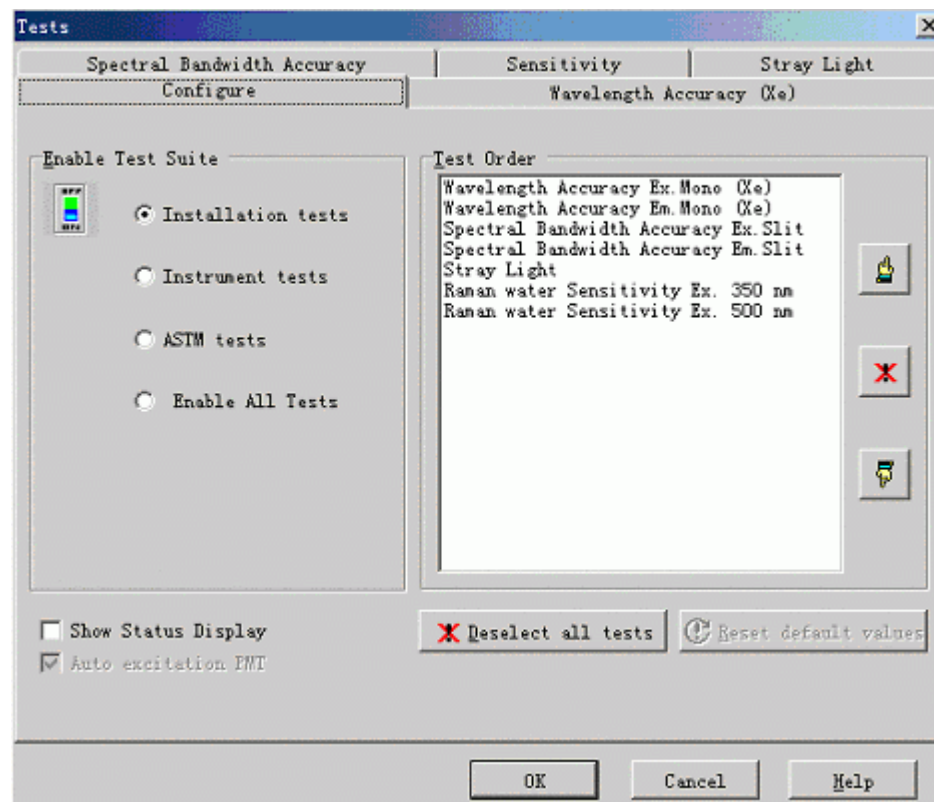 Tests
Spectral Bandwidth Accuracy
Sensitivity
Stray Light
Configure
Wavelength Accuracy (Xe)
Enable Test Suite
OFF
ON
Installation tests
Instrument tests
ASTM tests
Enable All Tests
Test Order
Wavelength Accuracy Ex.Mono (Xe)
Wavelength Accuracy Em.Mono (Xe)
Spectral Bandwidth Accuracy Ex.Slit
Spectral Bandwidth Accuracy Em.Slit
Stray Light
Raman water Sensitivity Ex. 350 nm
Raman water Sensitivity Ex. 500 nm
Show Status Display
Auto excitation PMT
Deselect all tests
Reset default values
OK
Cancel
Help